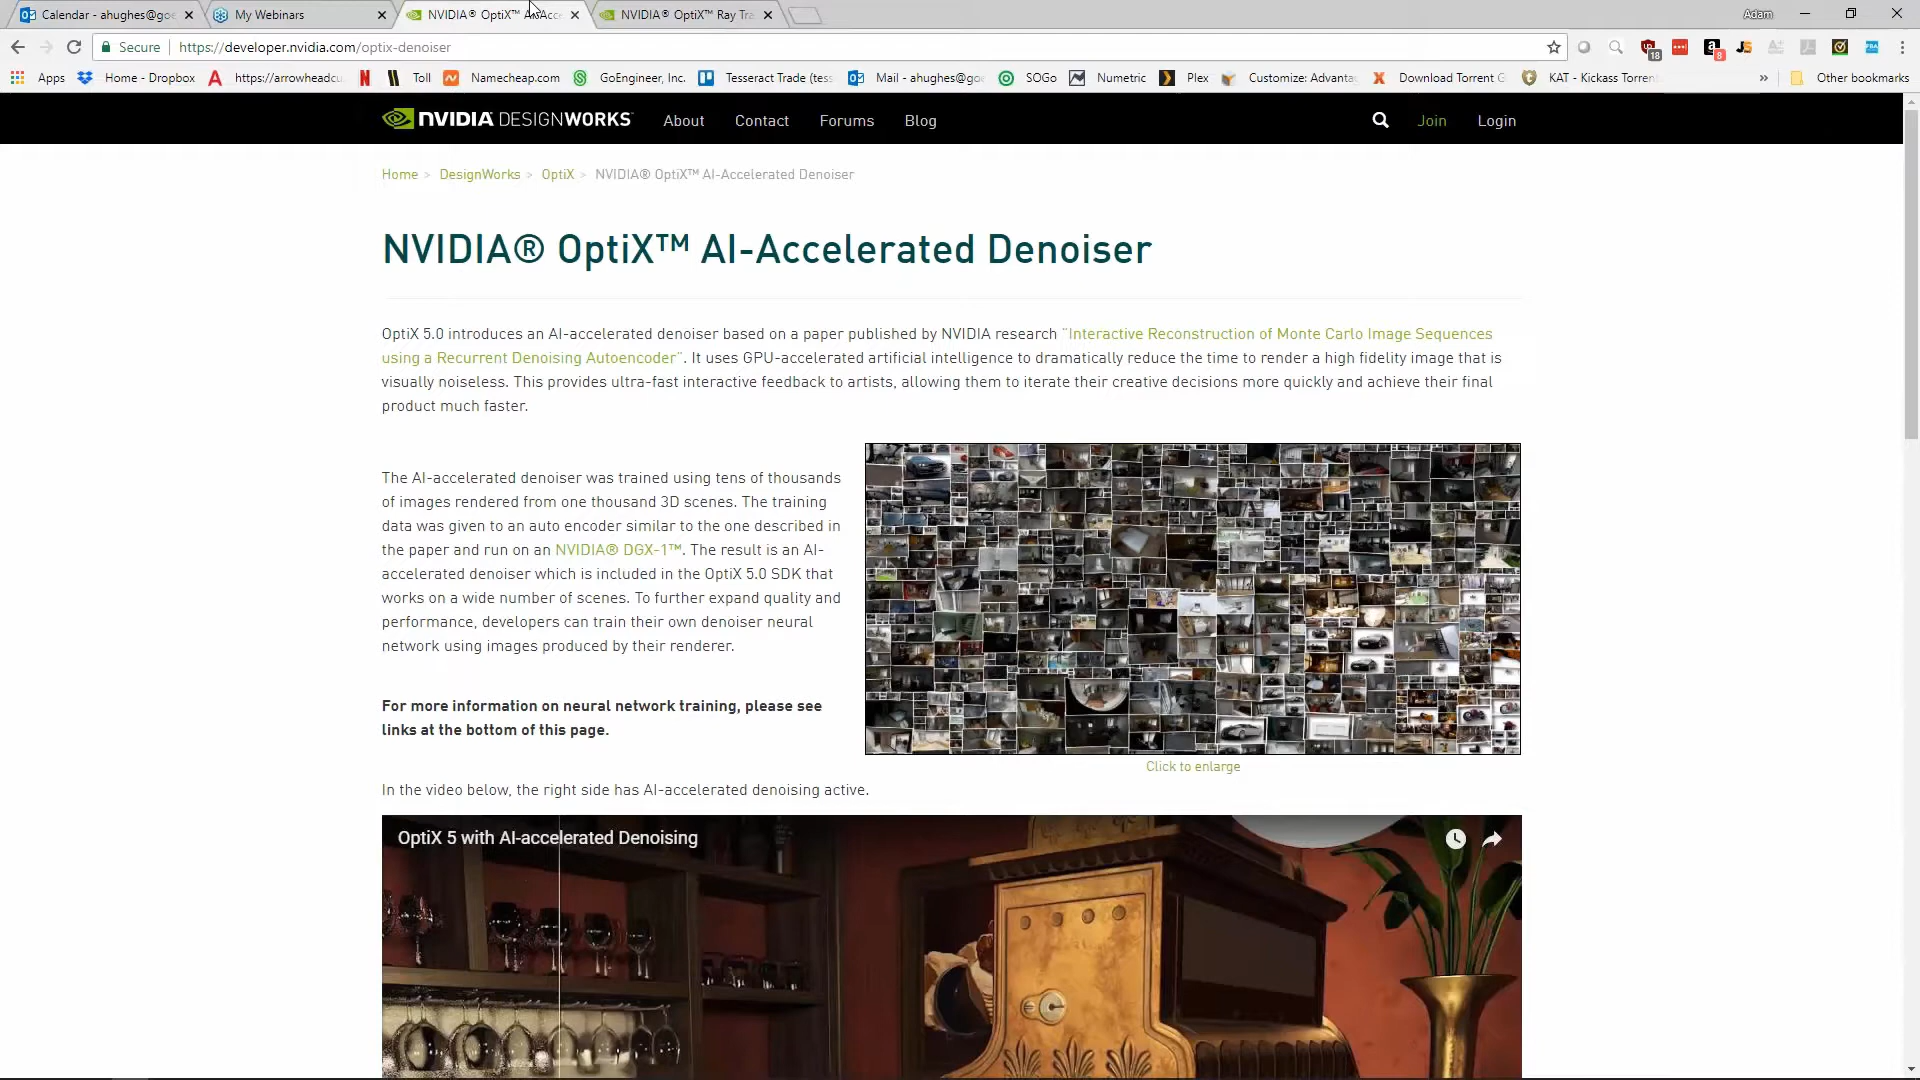 Calendar - ahughes@goe
My Webinars
NVIDIA® OptiX™ AI-Acce
NVIDIA® OptiX™ Ray Tra
Adam
Secure
https://developer.nvidia.com/optix-denoiser
18
8
Apps
Home - Dropbox
https://arrowheadcu
Toll
Namecheap.com
GoEngineer, Inc.
Tesseract Trade (tess
Mail - ahughes@goe
SOGo
Numetric
Plex
Customize: Advanta
Download Torrent G
KAT - Kickass Torren
»
Other bookmarks
NVIDIA DESIGNWORKS
About
Contact
Forums
Blog
Join
Login
Home > DesignWorks > OptiX > NVIDIA® OptiX™ AI-Accelerated Denoiser
NVIDIA® OptiX™ AI-Accelerated Denoiser
OptiX 5.0 introduces an AI-accelerated denoiser based on a paper published by NVIDIA research "Interactive Reconstruction of Monte Carlo Image Sequences
using a Recurrent Denoising Autoencoder". It uses GPU-accelerated artificial intelligence to dramatically reduce the time to render a high fidelity image that is
visually noiseless. This provides ultra-fast interactive feedback to artists, allowing them to iterate their creative decisions more quickly and achieve their final
product much faster.
The AI-accelerated denoiser was trained using tens of thousands
of images rendered from one thousand 3D scenes. The training
data was given to an auto encoder similar to the one described in
the paper and run on an NVIDIA® DGX-1™. The result is an AI-
accelerated denoiser which is included in the OptiX 5.0 SDK that
works on a wide number of scenes. To further expand quality and
performance, developers can train their own denoiser neural
network using images produced by their renderer.
For more information on neural network training, please see
links at the bottom of this page.
Click to enlarge
In the video below, the right side has AI-accelerated denoising active.
OptiX 5 with AI-accelerated Denoising